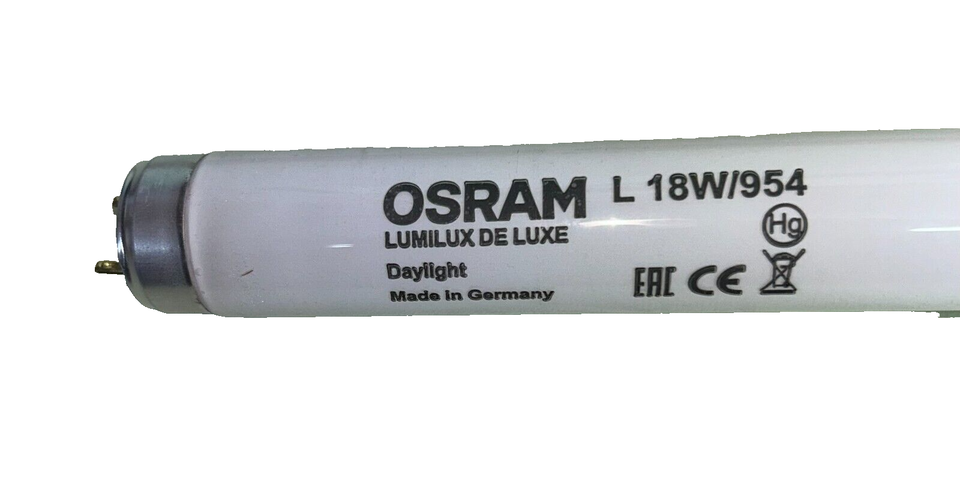 OSRAM L 18W/954
LUMILUX DE LUXE Hg
Daylight
EAC CE
Made in Germany